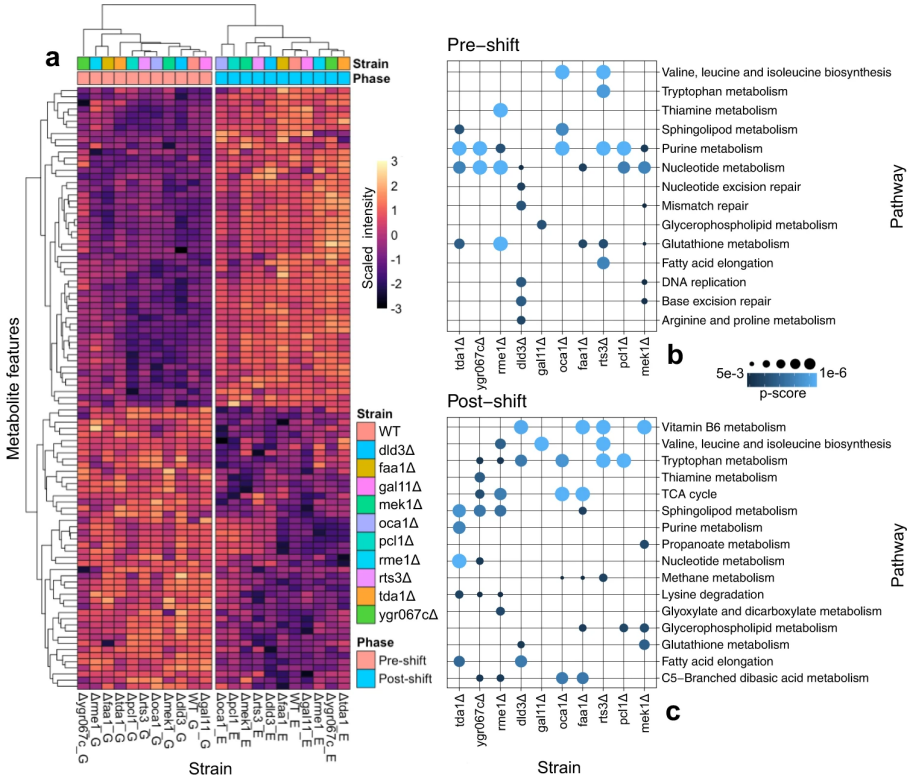 a
Strain
Phase
Metabolite features
3
2
1
0
-1
-2
-3
Scaled intensity
Strain
WT
dld3Δ
faa1Δ
gal11Δ
mek1Δ
oca1Δ
pcl1Δ
rme1Δ
rts3Δ
tda1Δ
ygr067cΔ
Phase
Pre-shift
Post-shift
Δygr067c_G
Δrme1_G
Δfaa1_G
Δtda1_G
Δpcl1_G
Δrts3_G
Δoca1_G
Δmek1_G
Δdld3_G
WT_G
Δgal11_G
Δoca1_E
Δpcl1_E
Δmek1_E
Δrts3_E
Δdld3_E
Δfaa1_E
WT_E
Δgal11_E
Δrme1_E
Δygr067c_E
Δtda1_E
Strain
Pre-shift
Valine, leucine and isoleucine biosynthesis
Tryptophan metabolism
Thiamine metabolism
Sphingolipod metabolism
Purine metabolism
Nucleotide metabolism
Nucleotide excision repair
Mismatch repair
Glycerophospholipid metabolism
Glutathione metabolism
Fatty acid elongation
DNA replication
Base excision repair
Arginine and proline metabolism
Pathway
tda1Δ
ygr067cΔ
rme1Δ
dld3Δ
gal11Δ
oca1Δ
faa1Δ
rts3Δ
pcl1Δ
mek1Δ
b
5e-3
1e-6
p-score
Post-shift
Vitamin B6 metabolism
Valine, leucine and isoleucine biosynthesis
Tryptophan metabolism
Thiamine metabolism
TCA cycle
Sphingolipod metabolism
Purine metabolism
Propanoate metabolism
Nucleotide metabolism
Methane metabolism
Lysine degradation
Glyoxylate and dicarboxylate metabolism
Glycerophospholipid metabolism
Glutathione metabolism
Fatty acid elongation
C5-Branched dibasic acid metabolism
Pathway
tda1Δ
ygr067cΔ
rme1Δ
dld3Δ
gal11Δ
oca1Δ
faa1Δ
rts3Δ
pcl1Δ
mek1Δ
c
Strain